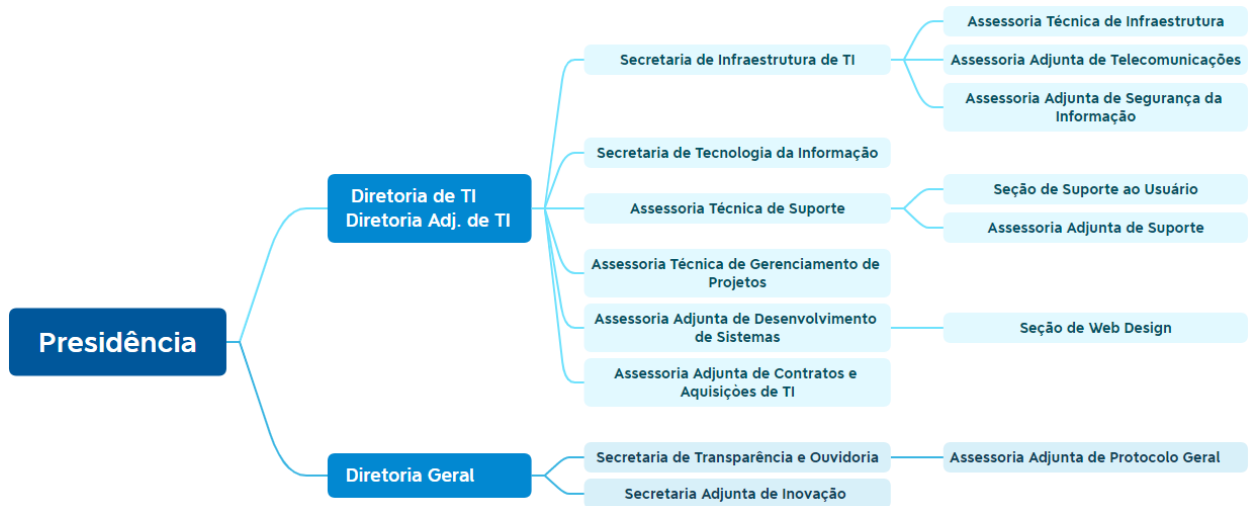 Presidência
Diretoria de TI
Diretoria Adj. de TI
Secretaria de Infraestrutura de TI
Assessoria Técnica de Infraestrutura
Assessoria Adjunta de Telecomunicações
Assessoria Adjunta de Segurança da
Informação
Secretaria de Tecnologia da Informação
Assessoria Técnica de Suporte
Seção de Suporte ao Usuário
Assessoria Adjunta de Suporte
Assessoria Técnica de Gerenciamento de
Projetos
Assessoria Adjunta de Desenvolvimento
de Sistemas
Seção de Web Design
Assessoria Adjunta de Contratos e
Aquisições de TI
Diretoria Geral
Secretaria de Transparência e Ouvidoria
Assessoria Adjunta de Protocolo Geral
Secretaria Adjunta de Inovação